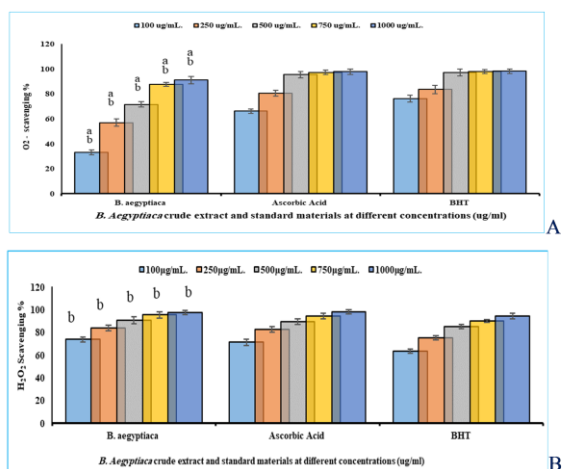 100 ug/mL. 250 ug/mL. 500 ug/mL. 750 ug/mL. 1000 ug/mL.
120
100
80
60
40
20
0
O2 - scavenging %
a
b
a
b
a
b
a
b
a
b
B. aegyptiaca Ascorbic Acid BHT
B. Aegyptiaca crude extract and standard materials at different concentrations (ug/ml)
A
100µg/mL. 250µg/mL. 500µg/mL. 750µg/mL. 1000µg/mL.
120
100
80
60
40
20
0
H₂O₂ Scavenging %
b b b b b
B. aegyptiaca Ascorbic Acid BHT
B. Aegyptiaca crude extract and standard materials at different concentrations (ug/ml)
B